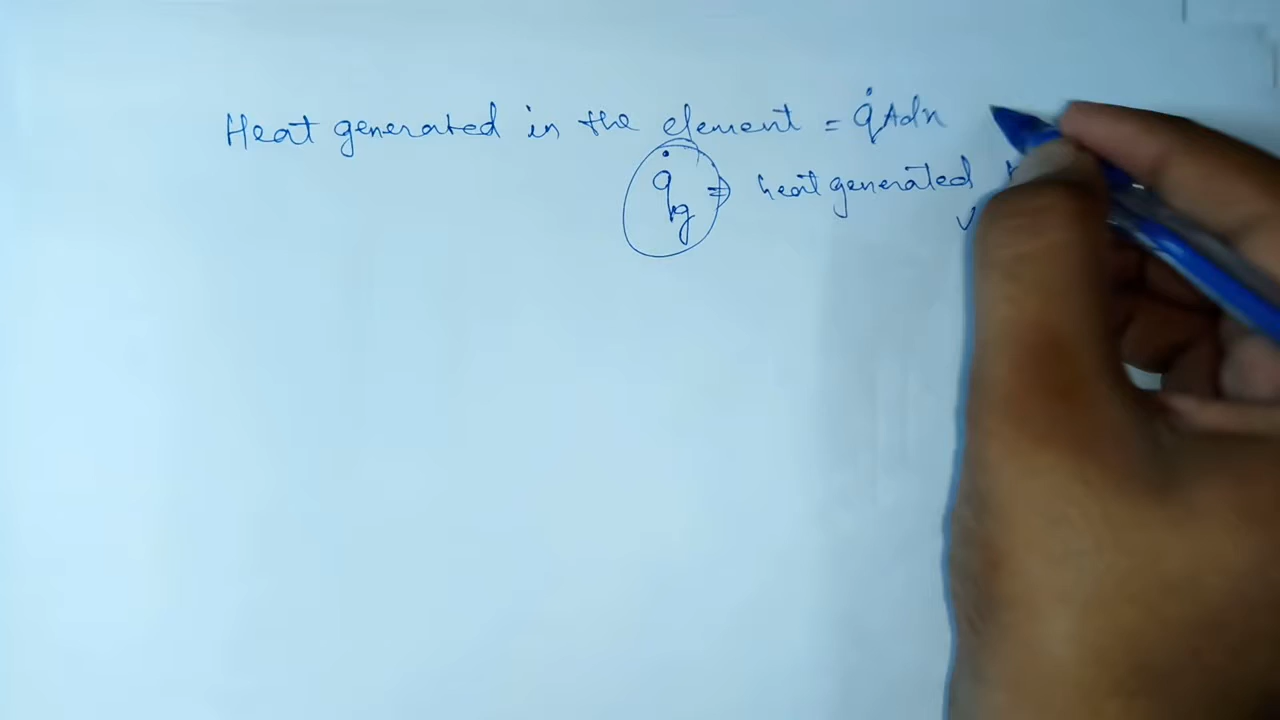 Heat generated in the element = q̇Adx
q̇g ⇒ heat generated